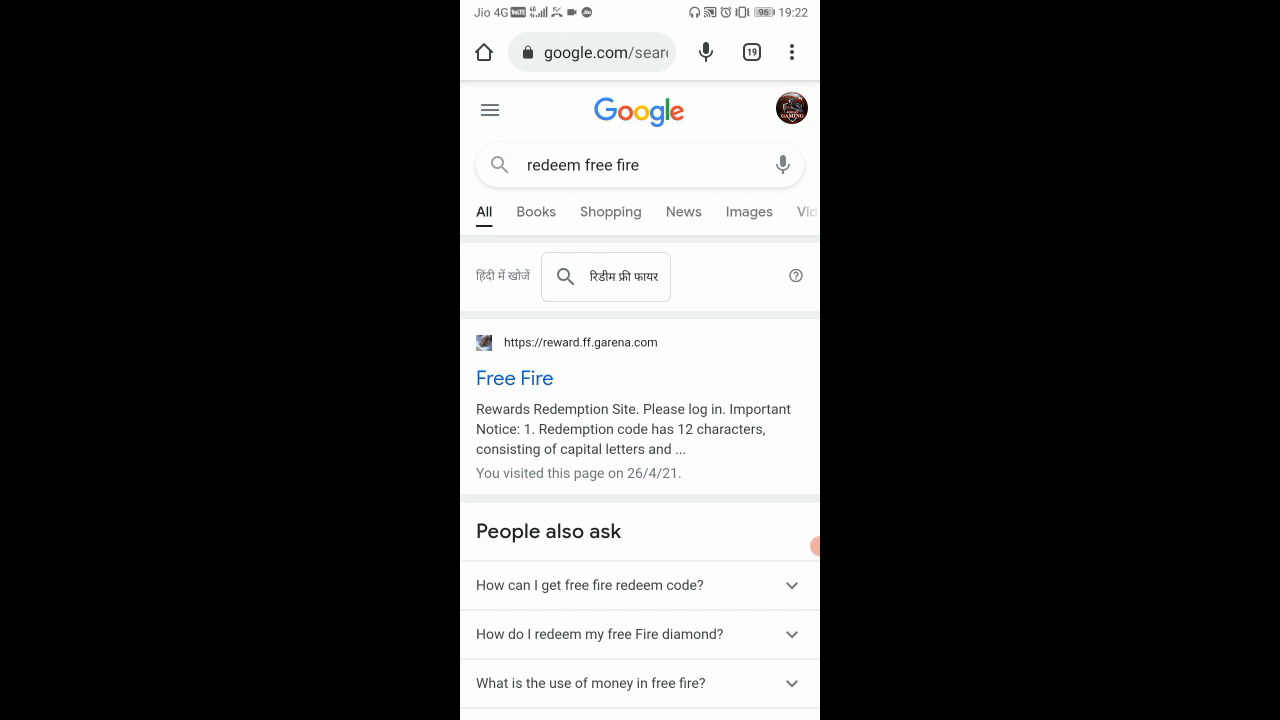 Jio 4G VoLTE 96 19:22
google.com/sear
19
Google
GAMING
redeem free fire
All Books Shopping News Images Vid
हिंदी में खोजें रिडीम फ्री फायर
https://reward.ff.garena.com
Free Fire
Rewards Redemption Site. Please log in. Important
Notice: 1. Redemption code has 12 characters,
consisting of capital letters and ...
You visited this page on 26/4/21.
People also ask
How can I get free fire redeem code?
How do I redeem my free Fire diamond?
What is the use of money in free fire?